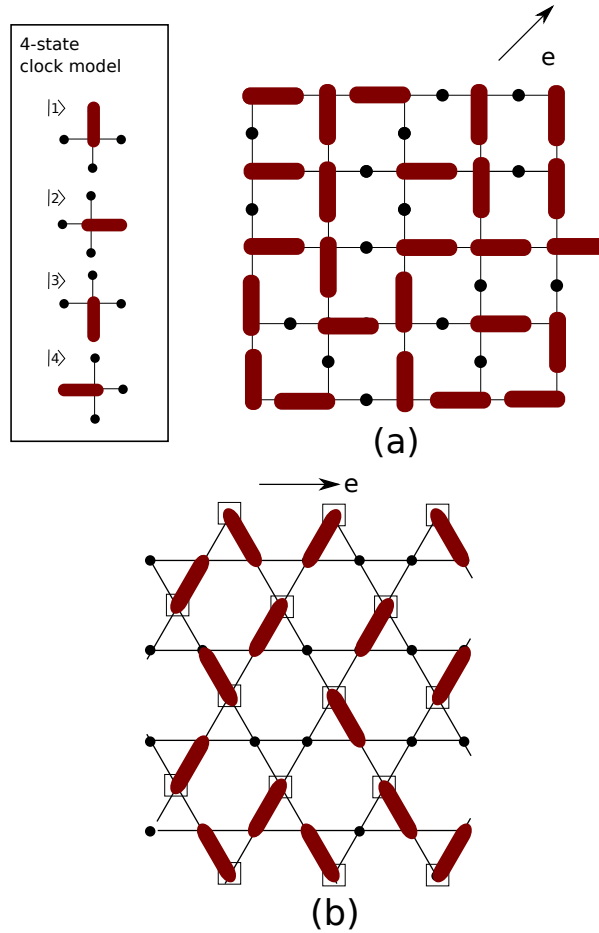 4-state
clock model
|1⟩
|2⟩
|3⟩
|4⟩
e
(a)
e
(b)